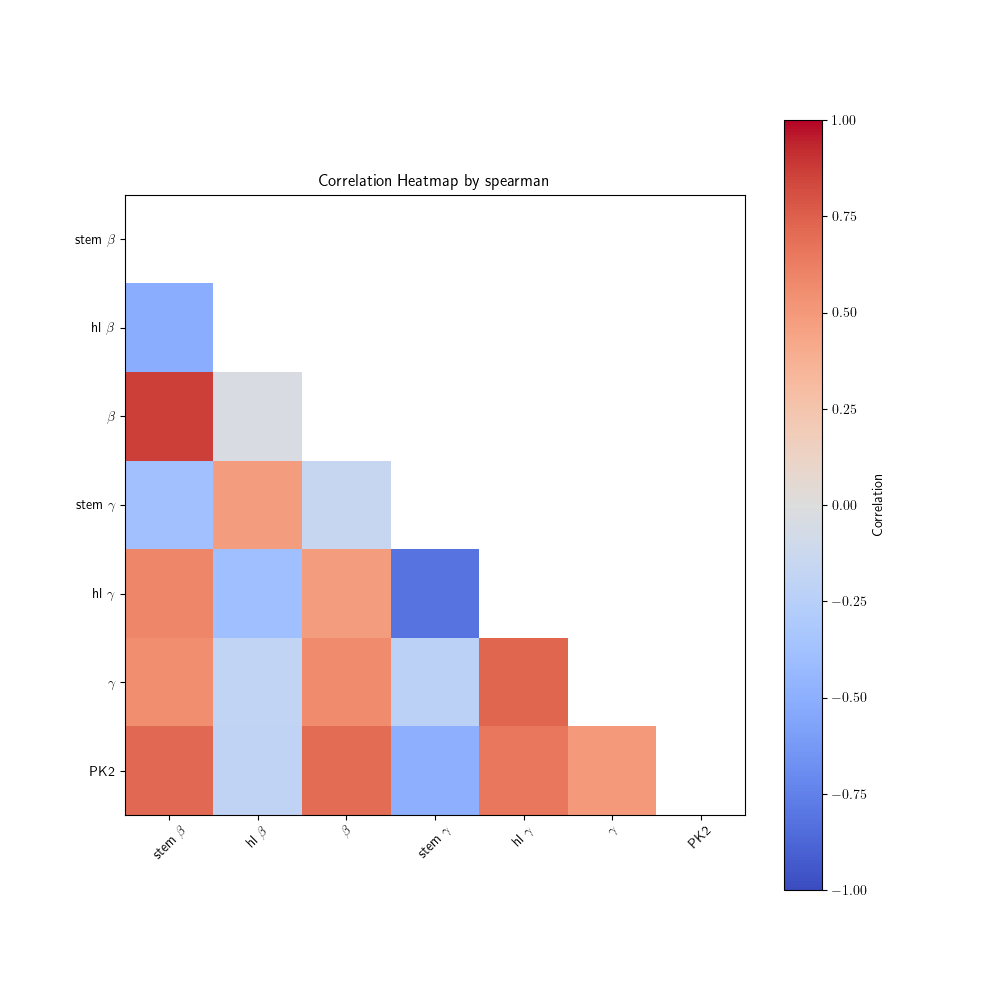 Correlation Heatmap by spearman
stem β
hl β
β
stem γ
hl γ
γ
PK2
stem β
hl β
β
stem γ
hl γ
γ
PK2
1.00
0.75
0.50
0.25
0.00
−0.25
−0.50
−0.75
−1.00
Correlation